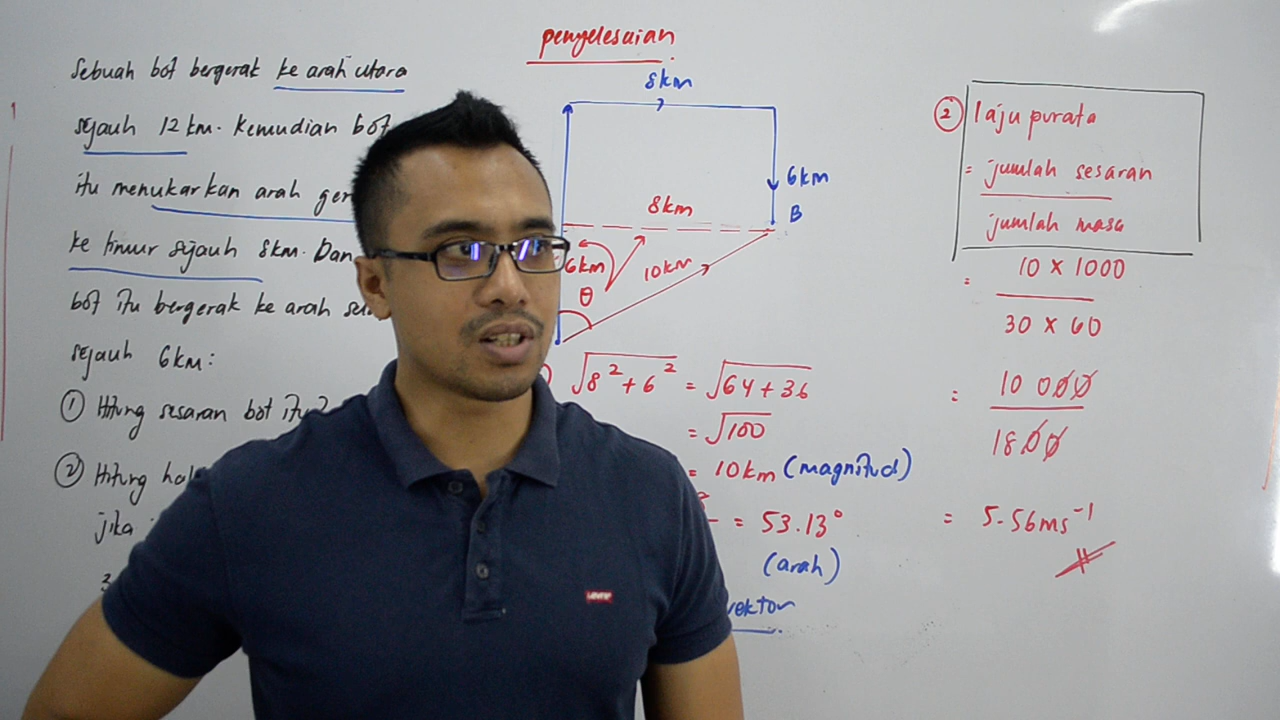 Sebuah bot bergerak ke arah utara
sejauh 12 km. Kemudian bot
itu menukarkan arah
ke timur sejauh 8km. Dan
bot itu bergerak ke arah
sejauh 6km:
① Hitung sesaran bot itu?
② Hitung
jika
penyelesaian
8km
6km
B
8km
6km
10km
θ
√8² + 6² = √64 + 36
= √100
= 10km (magnitud)
= 53.13°
(arah)
vektor
② laju purata
= jumlah sesaran
jumlah masa
= 10 x 1000
30 x 60
= 10 000
1800
= 5.56ms⁻¹